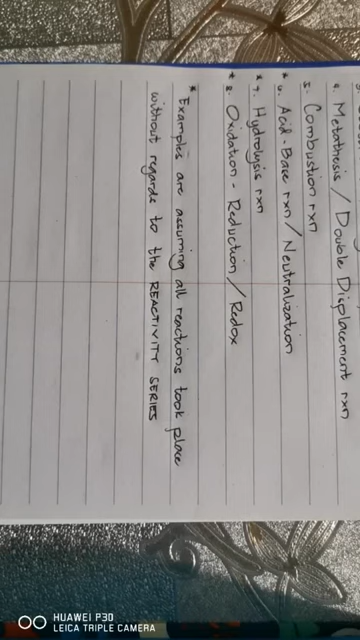 4. Metathesis / Double Displacement rxn
5. Combustion rxn
* 6. Acid - Base rxn / Neutralization
* 7. Hydrolysis rxn
* 8. Oxidation - Reduction / Redox
* Examples are assuming all reactions took place
without regards to the REACTIVITY SERIES
HUAWEI P30
LEICA TRIPLE CAMERA